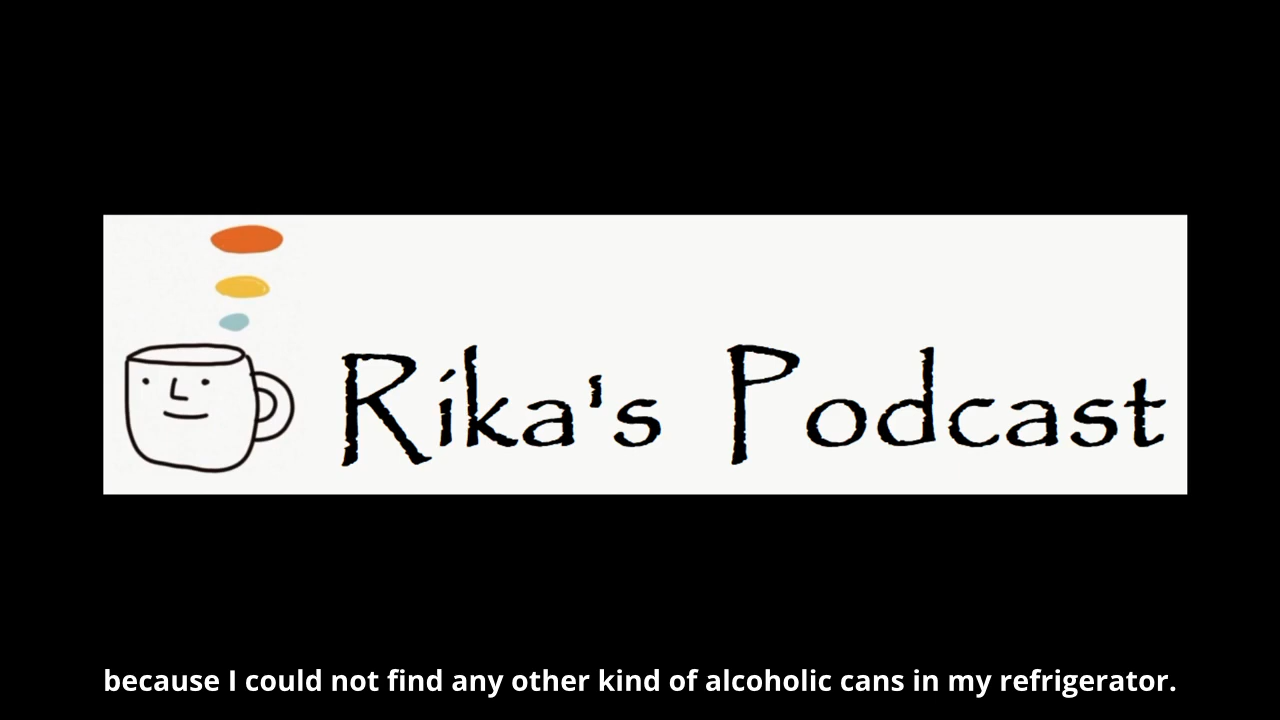 Rika's Podcast
because I could not find any other kind of alcoholic cans in my refrigerator.